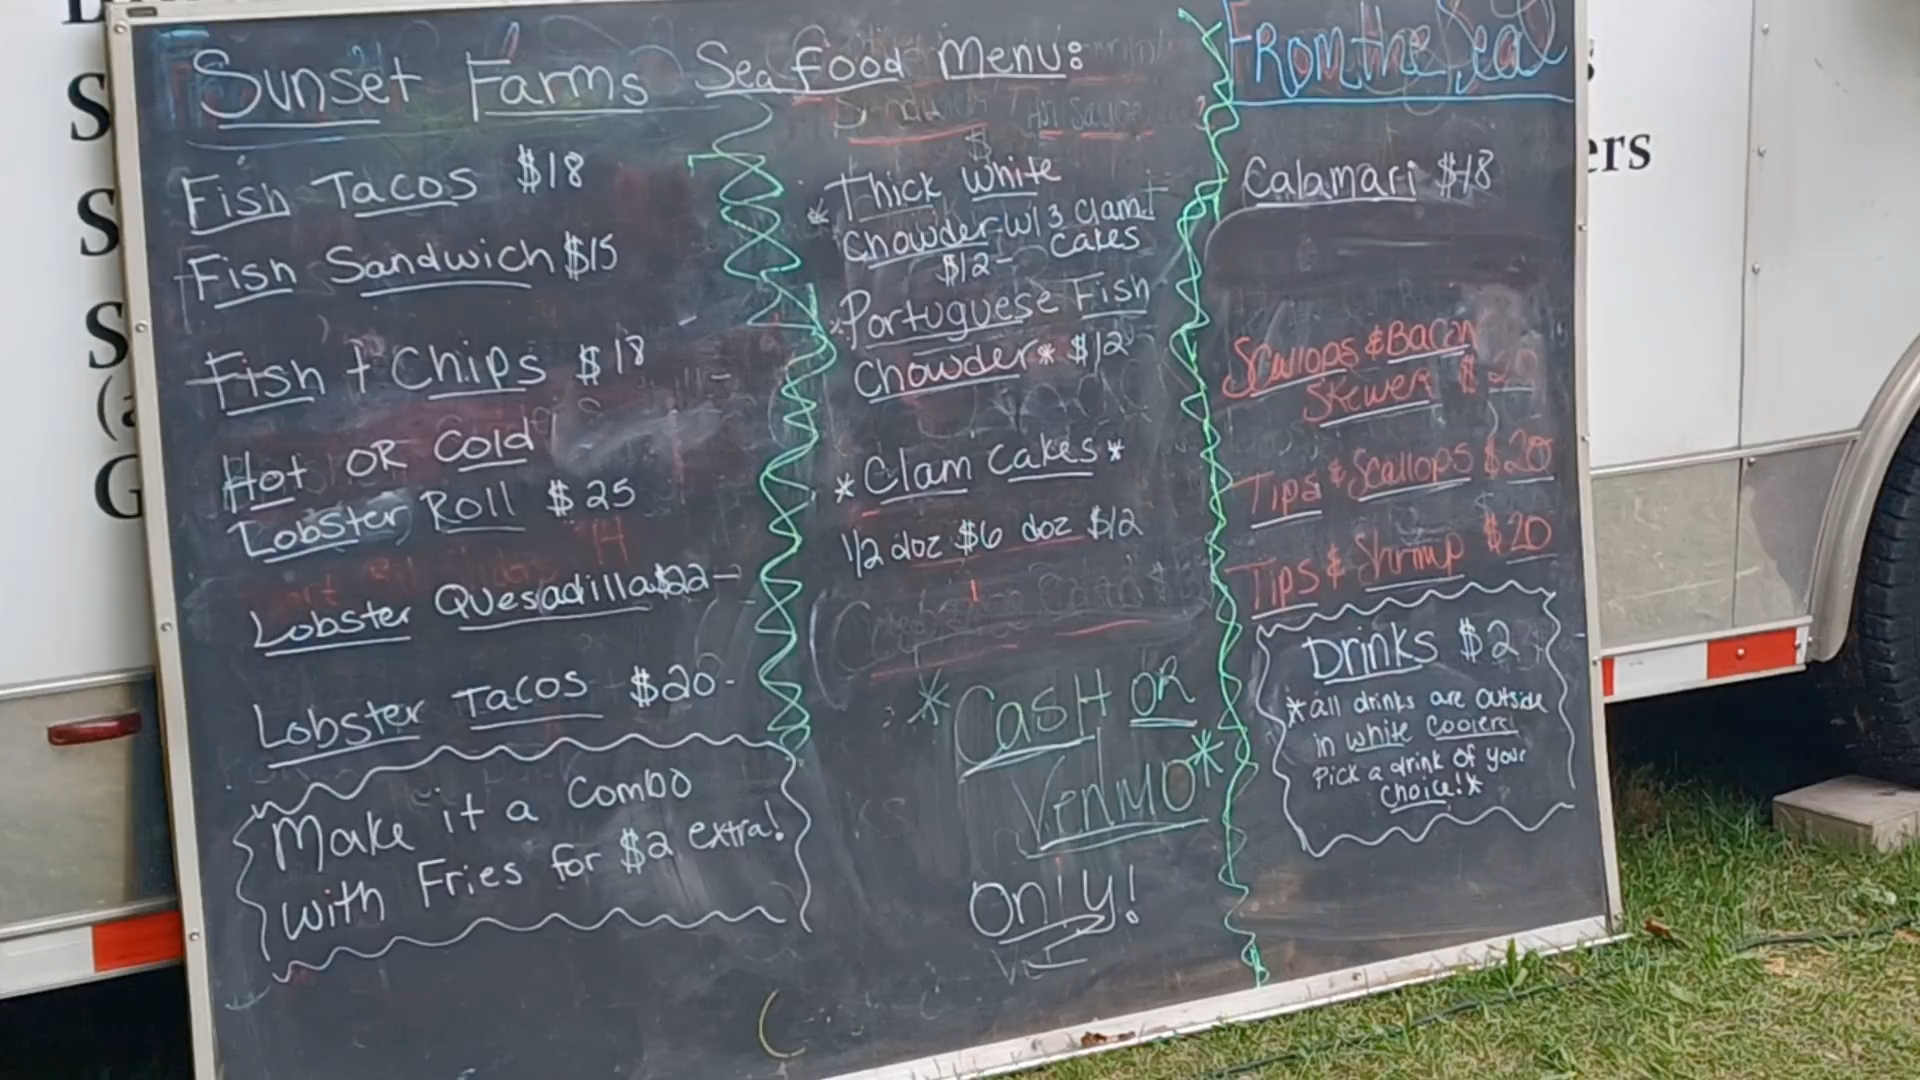 Sunset Farms Seafood Menu:
Fish Tacos $18
Fish Sandwich $15
Fish + Chips $18
Hot OR Cold
Lobster Roll $25
Lobster Quesadilla $22-
Lobster Tacos $20-
Make it a Combo
with Fries for $2 extra!
* Thick White
Chowder w/ 3 Clam
Cakes
$12-
*Portuguese Fish
Chowder* $12
*Clam Cakes*
1/2 doz $6 doz $12
*Cash OR
Venmo*
Only!
From the Sea
Calamari $18
Scallops & Bacon
Skewers $20
Tips & Scallops $20
Tips & Shrimp $20
Drinks $2
*all drinks are outside
in white coolers!
Pick a drink of your
choice!*
ers
S
S
S
(a
G